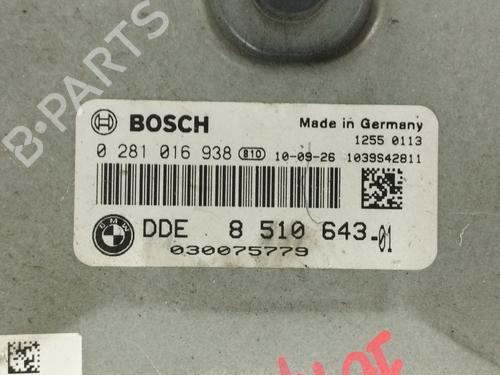 BOSCH
Made in Germany
1255 0113
0 281 016 938 810 10-09-26 1039S42811
BMW
DDE 8 510 643-01
030075779
B-PARTS